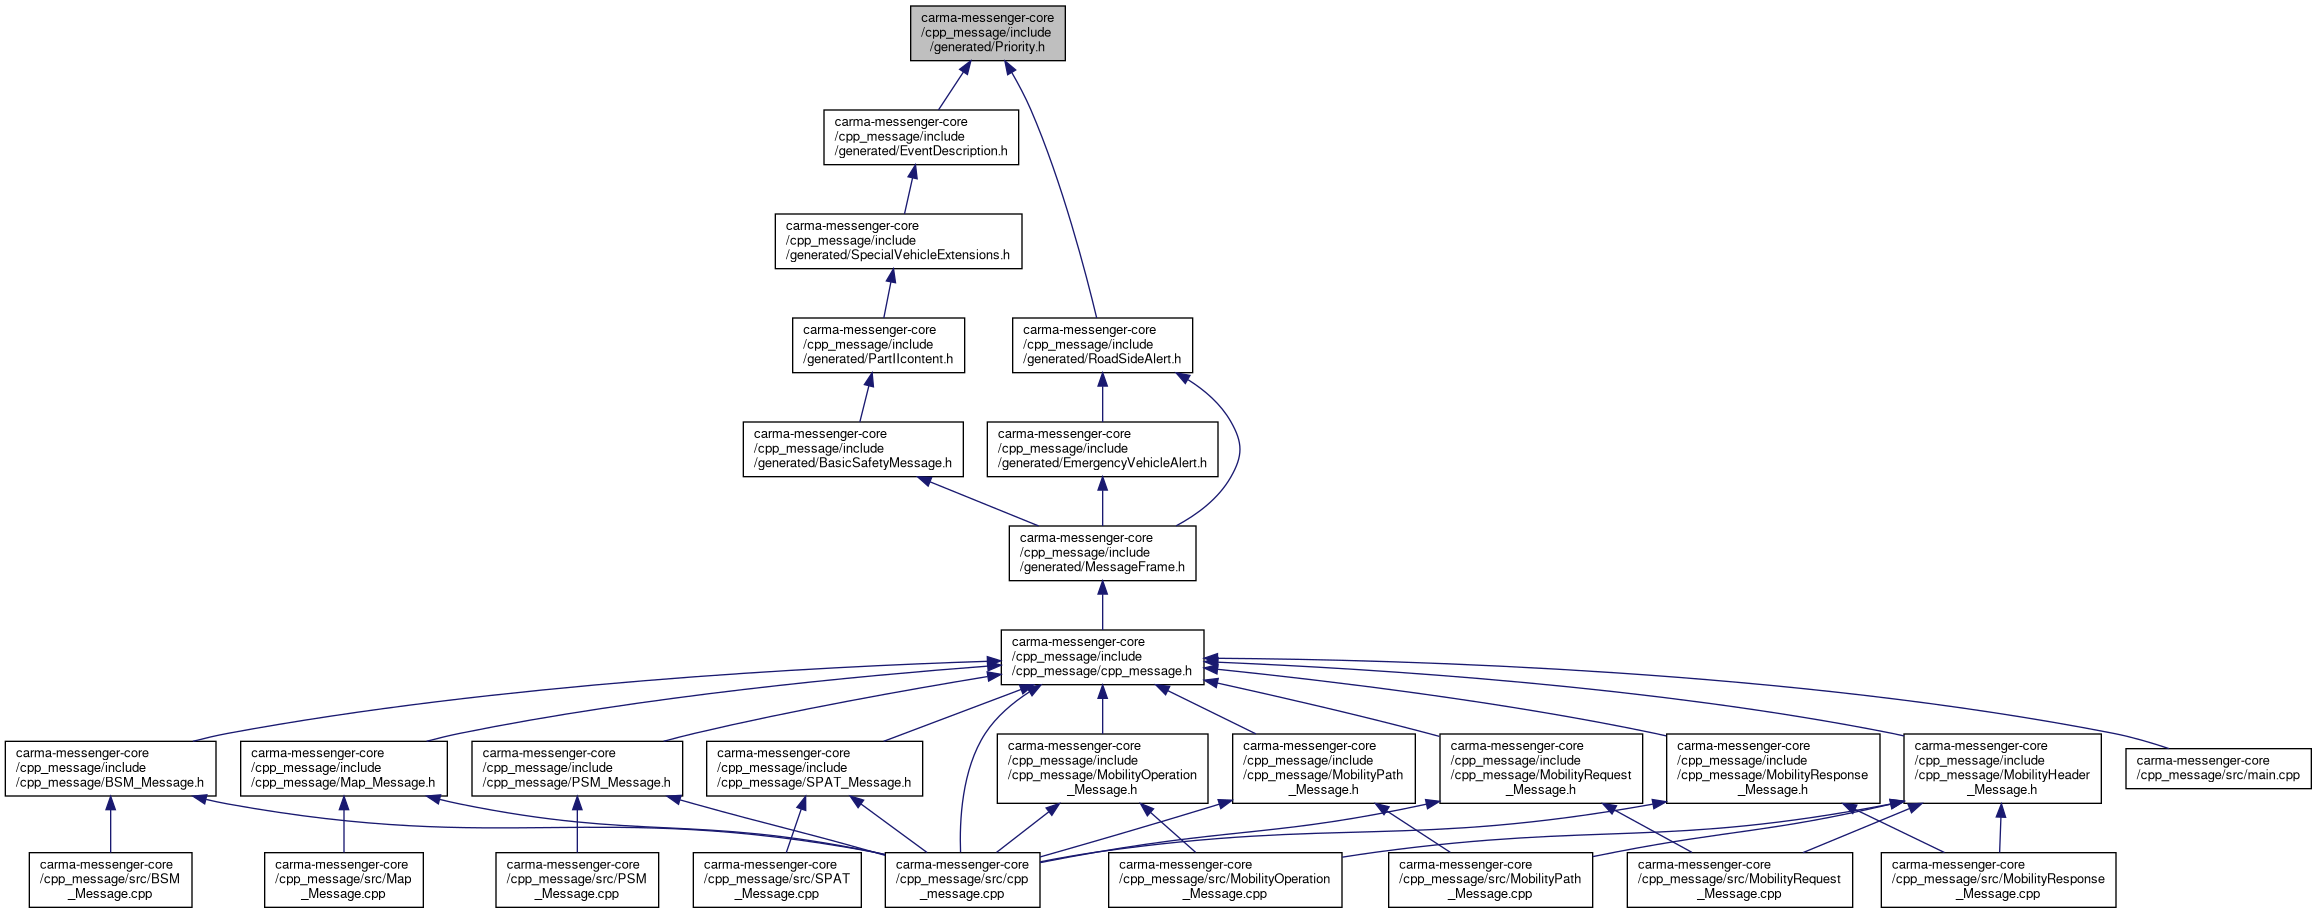 carma-messenger-core
/cpp_message/include
/generated/Priority.h
carma-messenger-core
/cpp_message/include
/generated/EventDescription.h
carma-messenger-core
/cpp_message/include
/generated/SpecialVehicleExtensions.h
carma-messenger-core
/cpp_message/include
/generated/PartIIcontent.h
carma-messenger-core
/cpp_message/include
/generated/RoadSideAlert.h
carma-messenger-core
/cpp_message/include
/generated/BasicSafetyMessage.h
carma-messenger-core
/cpp_message/include
/generated/EmergencyVehicleAlert.h
carma-messenger-core
/cpp_message/include
/generated/MessageFrame.h
carma-messenger-core
/cpp_message/include
/cpp_message/cpp_message.h
carma-messenger-core
/cpp_message/include
/cpp_message/BSM_Message.h
carma-messenger-core
/cpp_message/include
/cpp_message/Map_Message.h
carma-messenger-core
/cpp_message/include
/cpp_message/PSM_Message.h
carma-messenger-core
/cpp_message/include
/cpp_message/SPAT_Message.h
carma-messenger-core
/cpp_message/include
/cpp_message/MobilityOperation
_Message.h
carma-messenger-core
/cpp_message/include
/cpp_message/MobilityPath
_Message.h
carma-messenger-core
/cpp_message/include
/cpp_message/MobilityRequest
_Message.h
carma-messenger-core
/cpp_message/include
/cpp_message/MobilityResponse
_Message.h
carma-messenger-core
/cpp_message/include
/cpp_message/MobilityHeader
_Message.h
carma-messenger-core
/cpp_message/src/main.cpp
carma-messenger-core
/cpp_message/src/BSM
_Message.cpp
carma-messenger-core
/cpp_message/src/Map
_Message.cpp
carma-messenger-core
/cpp_message/src/PSM
_Message.cpp
carma-messenger-core
/cpp_message/src/SPAT
_Message.cpp
carma-messenger-core
/cpp_message/src/cpp
_message.cpp
carma-messenger-core
/cpp_message/src/MobilityOperation
_Message.cpp
carma-messenger-core
/cpp_message/src/MobilityPath
_Message.cpp
carma-messenger-core
/cpp_message/src/MobilityRequest
_Message.cpp
carma-messenger-core
/cpp_message/src/MobilityResponse
_Message.cpp